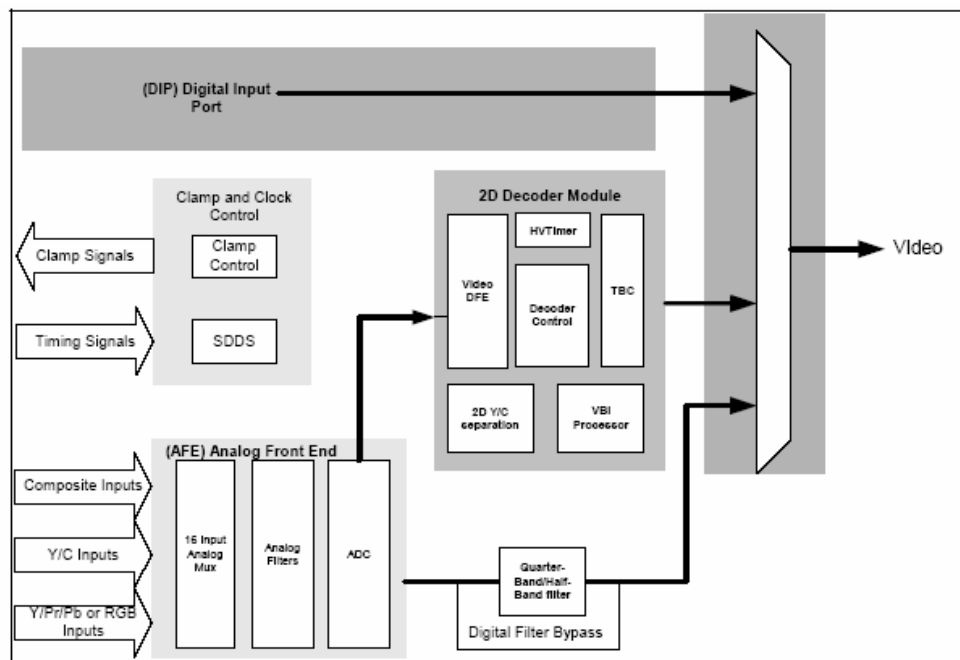 (DIP) Digital Input
Port
Clamp and Clock
Control
Clamp Signals
Clamp
Control
Timing Signals
SDDS
2D Decoder Module
Video
DFE
HVTimer
Decoder
Control
TBC
2D Y/C
separation
VBI
Processor
Video
(AFE) Analog Front End
Composite Inputs
Y/C Inputs
Y/Pr/Pb or RGB
Inputs
16 Input
Analog
Mux
Analog
Filters
ADC
Quarter-
Band/Half-
Band filter
Digital Filter Bypass